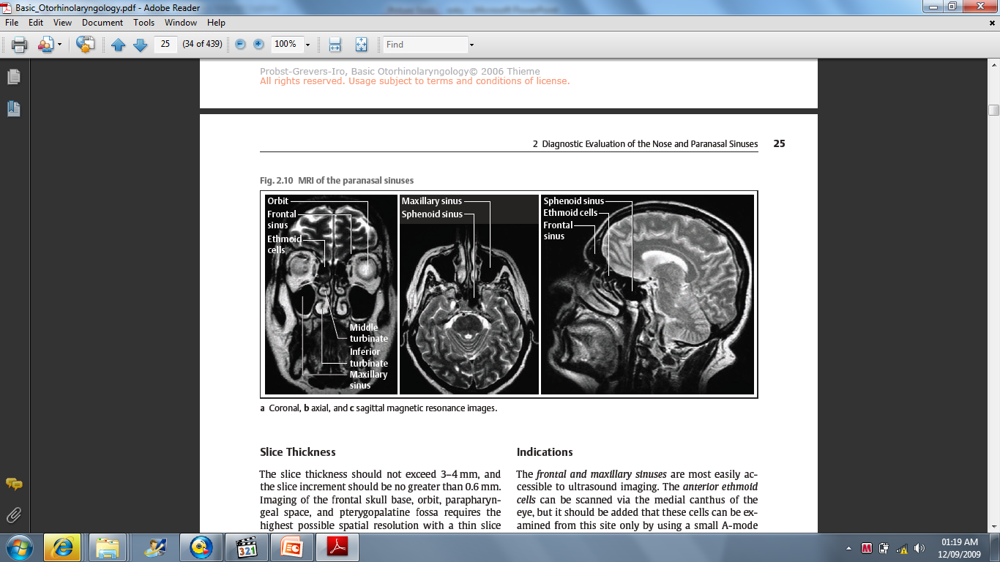 Basic_Otorhinolaryngology.pdf - Adobe Reader
File Edit View Document Tools Window Help
25 (34 of 439) 100% Find
Probst-Grevers-Iro, Basic Otorhinolaryngology© 2006 Thieme
All rights reserved. Usage subject to terms and conditions of license.
2 Diagnostic Evaluation of the Nose and Paranasal Sinuses 25
Fig. 2.10 MRI of the paranasal sinuses
Orbit
Frontal
sinus
Ethmoid
cells
Middle
turbinate
Inferior
turbinate
Maxillary
sinus
Maxillary sinus
Sphenoid sinus
Sphenoid sinus
Ethmoid cells
Frontal
sinus
a Coronal, b axial, and c sagittal magnetic resonance images.
Slice Thickness
The slice thickness should not exceed 3–4 mm, and
the slice increment should be no greater than 0.6 mm.
Imaging of the frontal skull base, orbit, parapharyn-
geal space, and pterygopalatine fossa requires the
highest possible spatial resolution with a thin slice
Indications
The frontal and maxillary sinuses are most easily ac-
cessible to ultrasound imaging. The anterior ethmoid
cells can be scanned via the medial canthus of the
eye, but it should be added that these cells can be ex-
amined from this site only by using a small A-mode
321
01:19 AM
12/09/2009